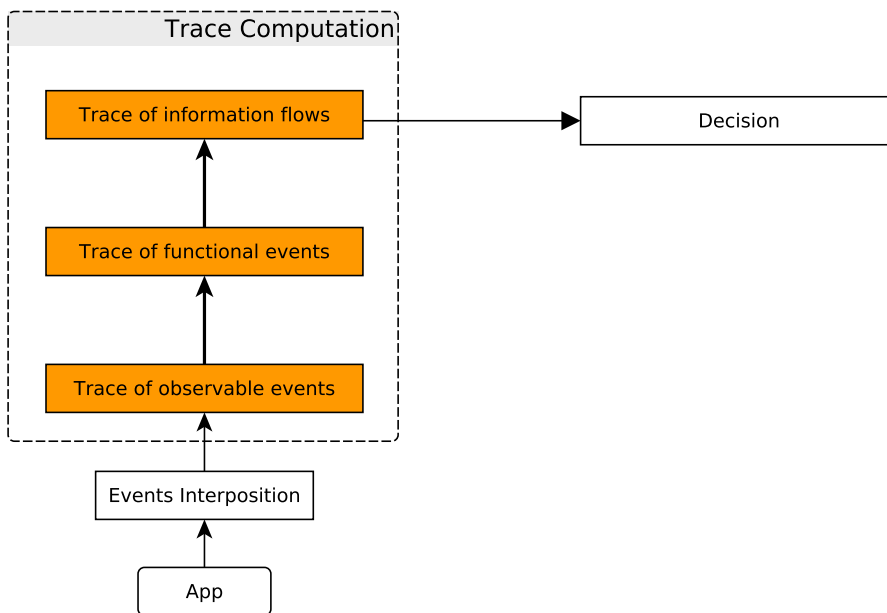 Trace Computation
Trace of information flows
Decision
Trace of functional events
Trace of observable events
Events Interposition
App